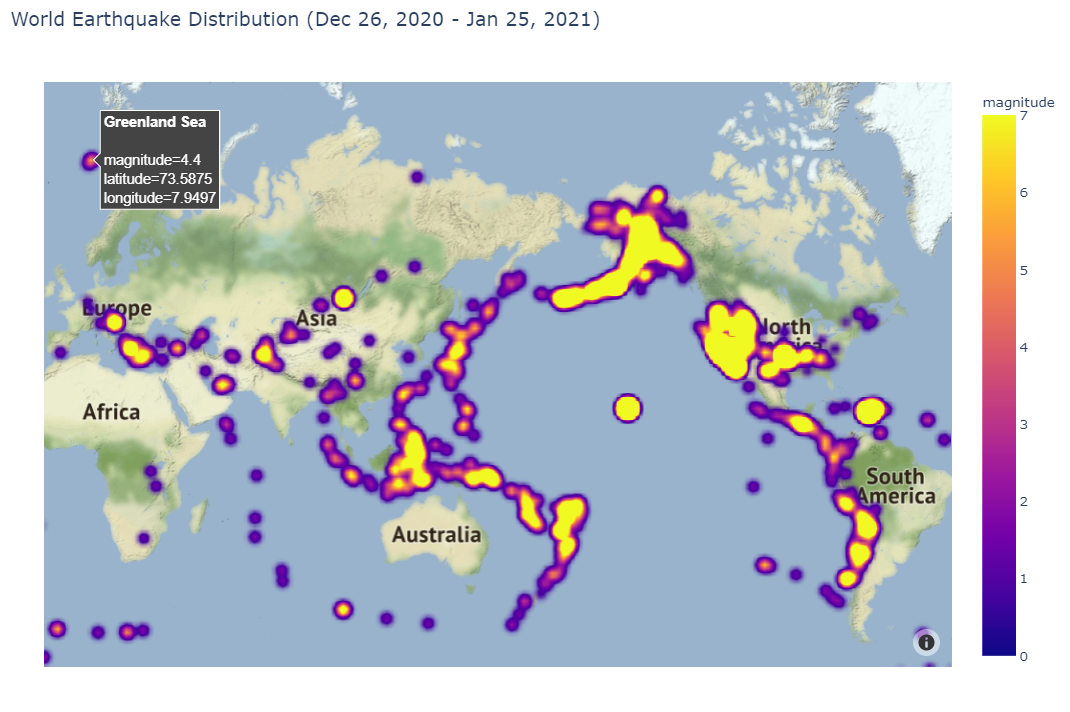 World Earthquake Distribution (Dec 26, 2020 - Jan 25, 2021)
magnitude
7
6
5
4
3
2
1
0
Greenland Sea
magnitude=4.4
latitude=73.5875
longitude=7.9497
Europe
Asia
North
America
Africa
South
America
Australia
i